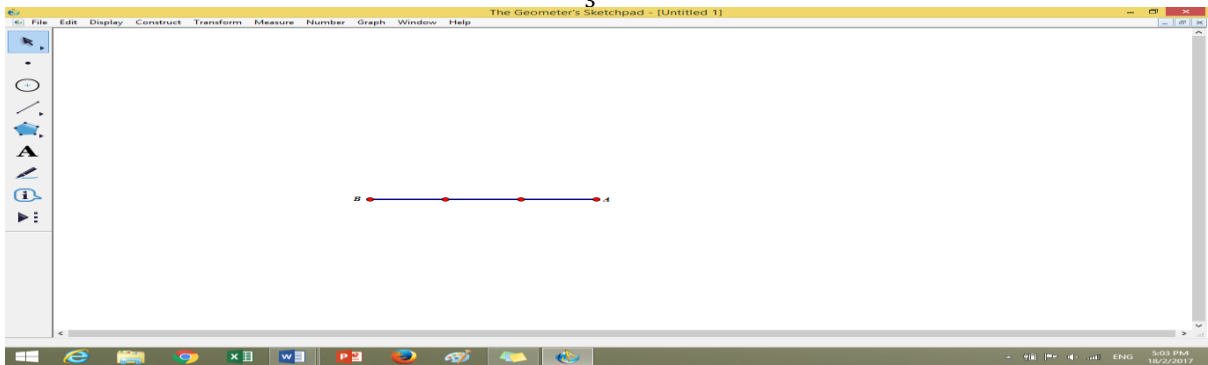 3
The Geometer's Sketchpad - [Untitled 1]
File Edit Display Construct Transform Measure Number Graph Window Help
A
i
B A
ENG
5:03 PM
18/2/2017